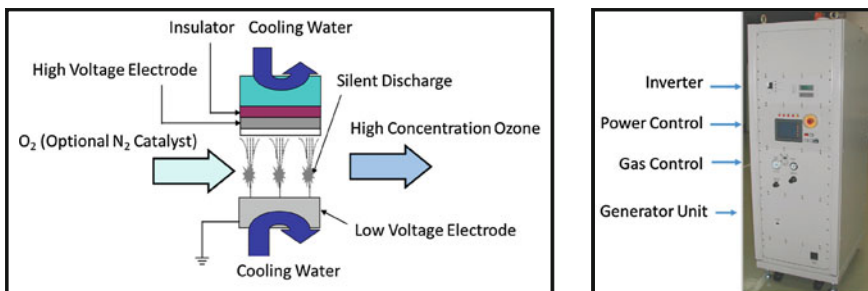 Insulator
Cooling Water
High Voltage Electrode
Silent Discharge
O₂ (Optional N₂ Catalyst)
High Concentration Ozone
Low Voltage Electrode
Cooling Water
Inverter
Power Control
Gas Control
Generator Unit